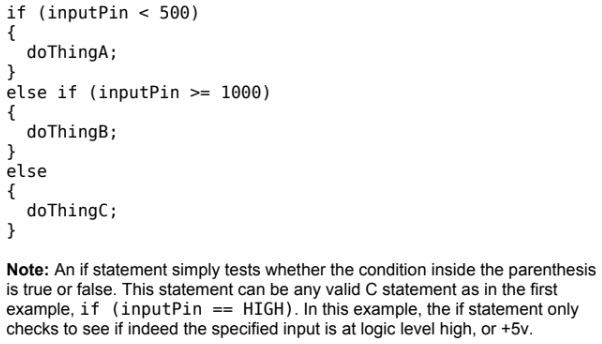 if (inputPin < 500)
{
  doThingA;
}
else if (inputPin >= 1000)
{
  doThingB;
}
else
{
  doThingC;
}
Note: An if statement simply tests whether the condition inside the parenthesis
is true or false. This statement can be any valid C statement as in the first
example, if (inputPin == HIGH). In this example, the if statement only
checks to see if indeed the specified input is at logic level high, or +5v.